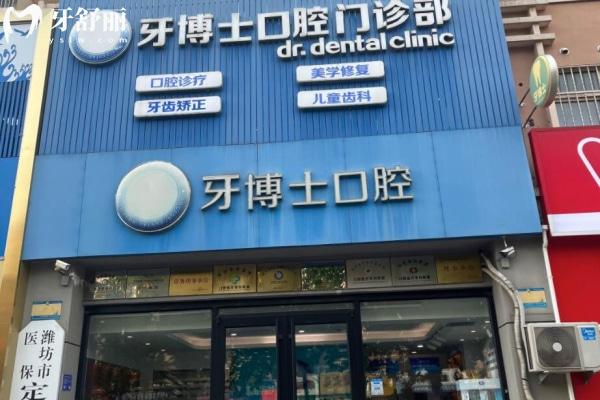 牙舒丽
ysw.com
牙博士口腔门诊部
dr. dental clinic
口腔诊疗
美学修复
牙齿矫正
儿童齿科
牙博士口腔
潍坊市
医保定